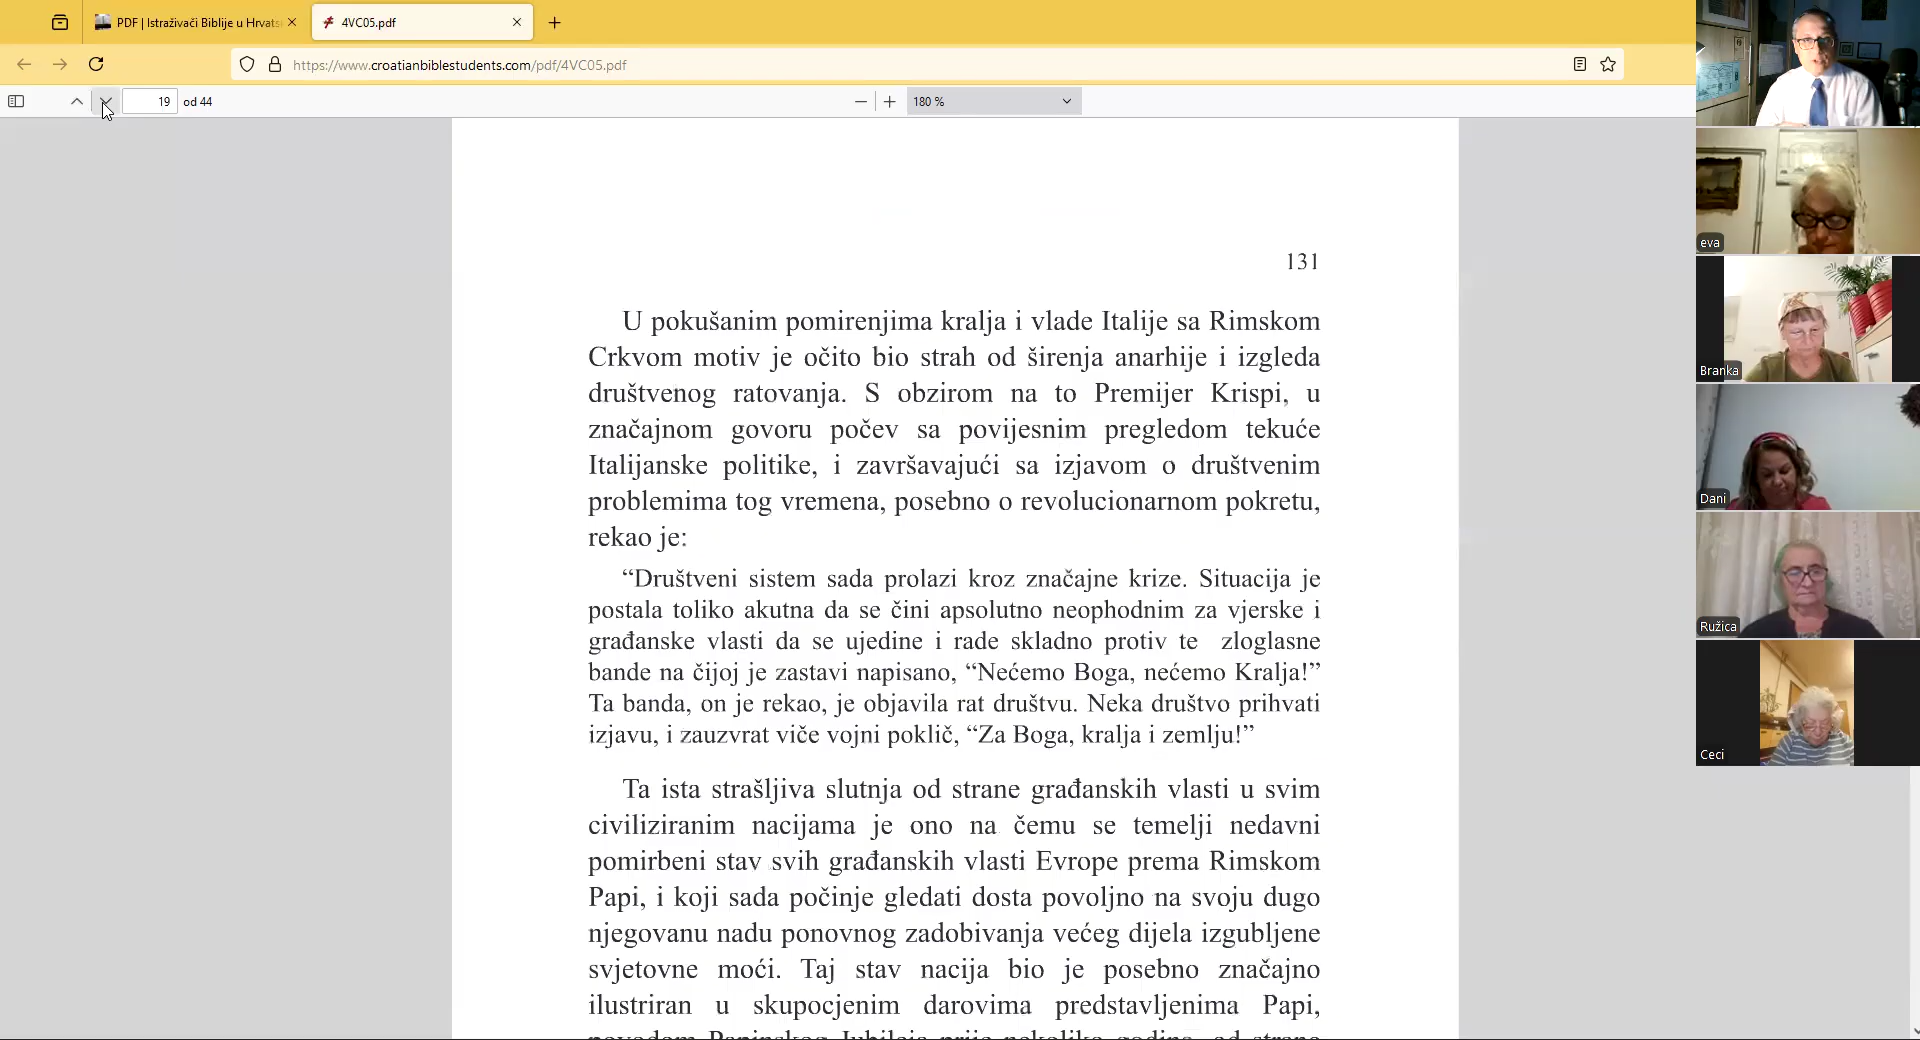 PDF | Istraživači Biblije u Hrvats
4VC05.pdf
https://www.croatianbiblestudents.com/pdf/4VC05.pdf
19 od 44
180 %
131
U pokušanim pomirenjima kralja i vlade Italije sa Rimskom
Crkvom motiv je očito bio strah od širenja anarhije i izgleda
društvenog ratovanja. S obzirom na to Premijer Krispi, u
značajnom govoru počev sa povijesnim pregledom tekuće
Italijanske politike, i završavajući sa izjavom o društvenim
problemima tog vremena, posebno o revolucionarnom pokretu,
rekao je:
“Društveni sistem sada prolazi kroz značajne krize. Situacija je
postala toliko akutna da se čini apsolutno neophodnim za vjerske i
građanske vlasti da se ujedine i rade skladno protiv te zloglasne
bande na čijoj je zastavi napisano, “Nećemo Boga, nećemo Kralja!”
Ta banda, on je rekao, je objavila rat društvu. Neka društvo prihvati
izjavu, i zauzvrat viče vojni poklič, “Za Boga, kralja i zemlju!”
Ta ista strašljiva slutnja od strane građanskih vlasti u svim
civiliziranim nacijama je ono na čemu se temelji nedavni
pomirbeni stav svih građanskih vlasti Evrope prema Rimskom
Papi, i koji sada počinje gledati dosta povoljno na svoju dugo
njegovanu nadu ponovnog zadobivanja većeg dijela izgubljene
svjetovne moći. Taj stav nacija bio je posebno značajno
ilustriran u skupocjenim darovima predstavljenima Papi,
povodom Papinskog Jubileja prije nekoliko godina, od strane
eva
Branka
Dani
Ružica
Ceci